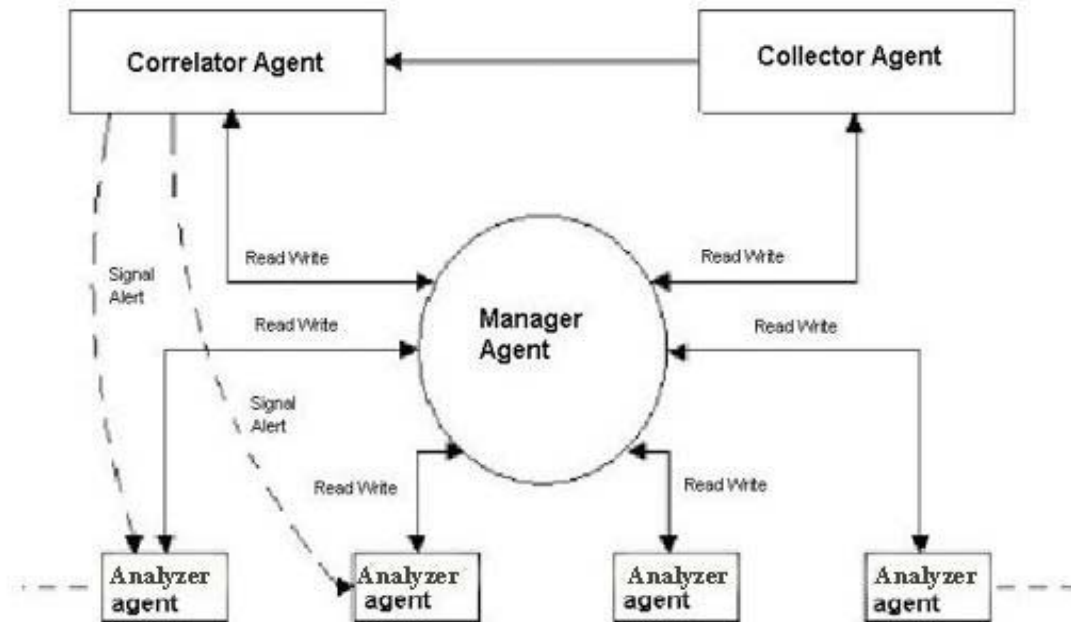 Correlator Agent
Collector Agent
Read Write
Read Write
Signal
Alert
Manager
Agent
Read Write
Read Write
Signal
Alert
Read Write
Read Write
Analyzer
agent
Analyzer
agent
Analyzer
agent
Analyzer
agent